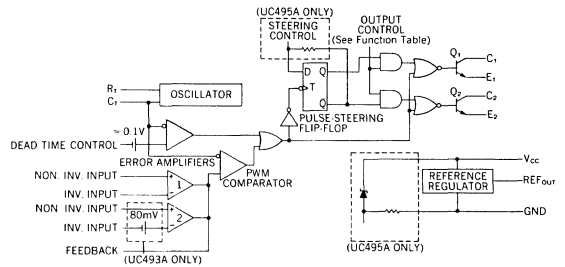 (UC495A ONLY)
STEERING
CONTROL
OUTPUT
CONTROL
(See Function Table)
Q₁
C₁
E₁
D
Q
T
Q̅
Q₂
C₂
E₂
R₁
C₁
OSCILLATOR
PULSE-STEERING
FLIP-FLOP
≈ 0.1V
DEAD TIME CONTROL
ERROR AMPLIFIERS
PWM
COMPARATOR
NON. INV. INPUT
+
1
INV. INPUT
−
NON INV. INPUT
80mV
+
2
INV. INPUT
−
FEEDBACK
(UC493A ONLY)
VCC
REFERENCE
REGULATOR
REFOUT
GND
(UC495A ONLY)